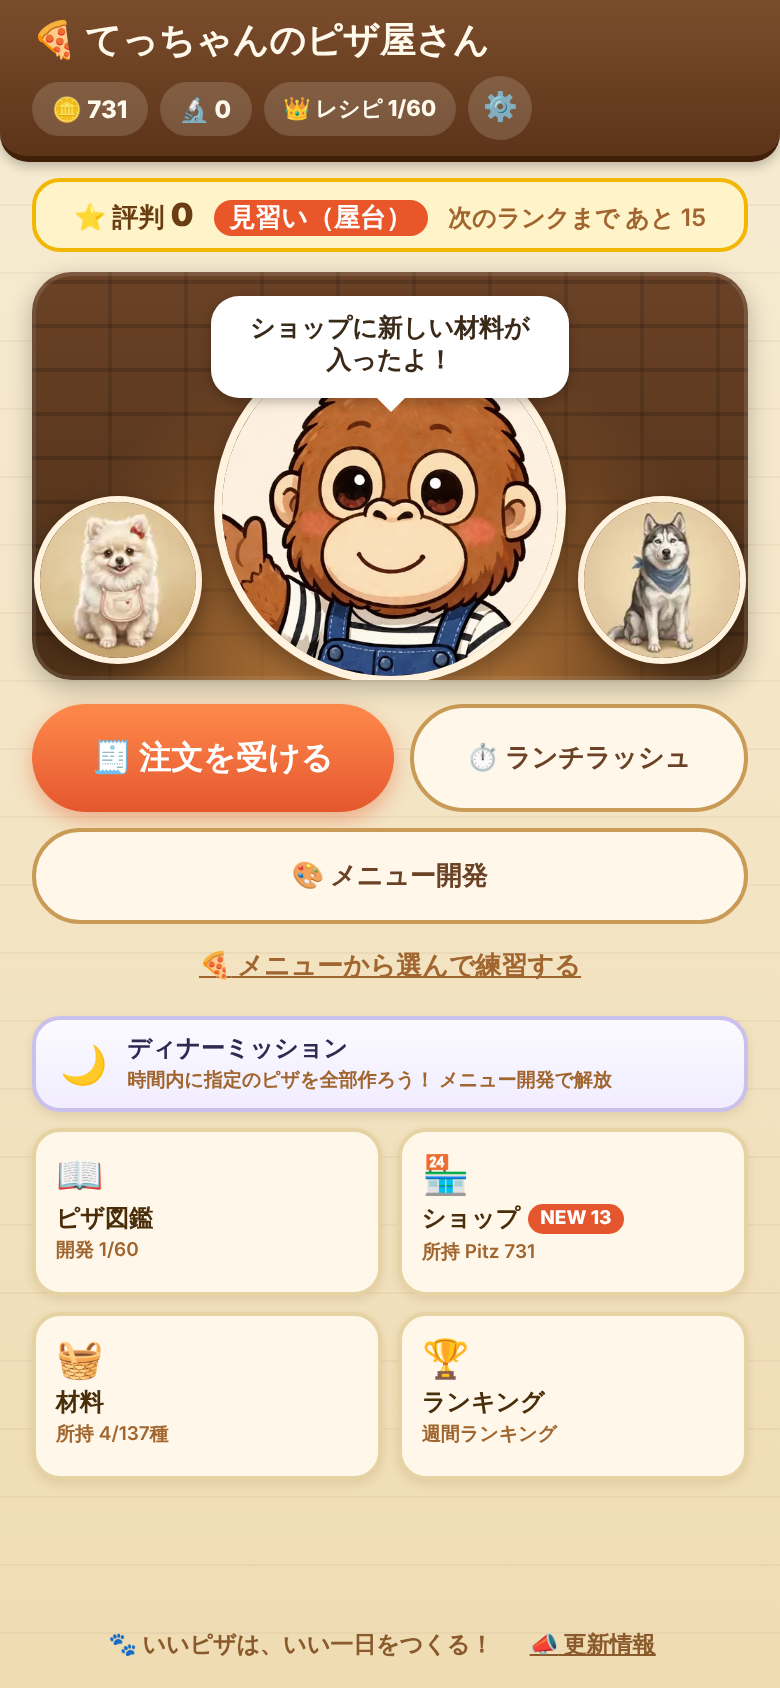 🍕 てっちゃんのピザ屋さん
🪙 731 🔬 0 👑 レシピ 1/60 ⚙️
⭐ 評判 0 見習い（屋台） 次のランクまで あと 15
ショップに新しい材料が
入ったよ！
🧾 注文を受ける
⏱️ ランチラッシュ
🎨 メニュー開発
🍕 メニューから選んで練習する
🌙 ディナーミッション
時間内に指定のピザを全部作ろう！ メニュー開発で解放
📖
ピザ図鑑
開発 1/60
🏪
ショップ NEW 13
所持 Pitz 731
🧺
材料
所持 4/137種
🏆
ランキング
週間ランキング
🐾 いいピザは、いい一日をつくる！ 📣 更新情報